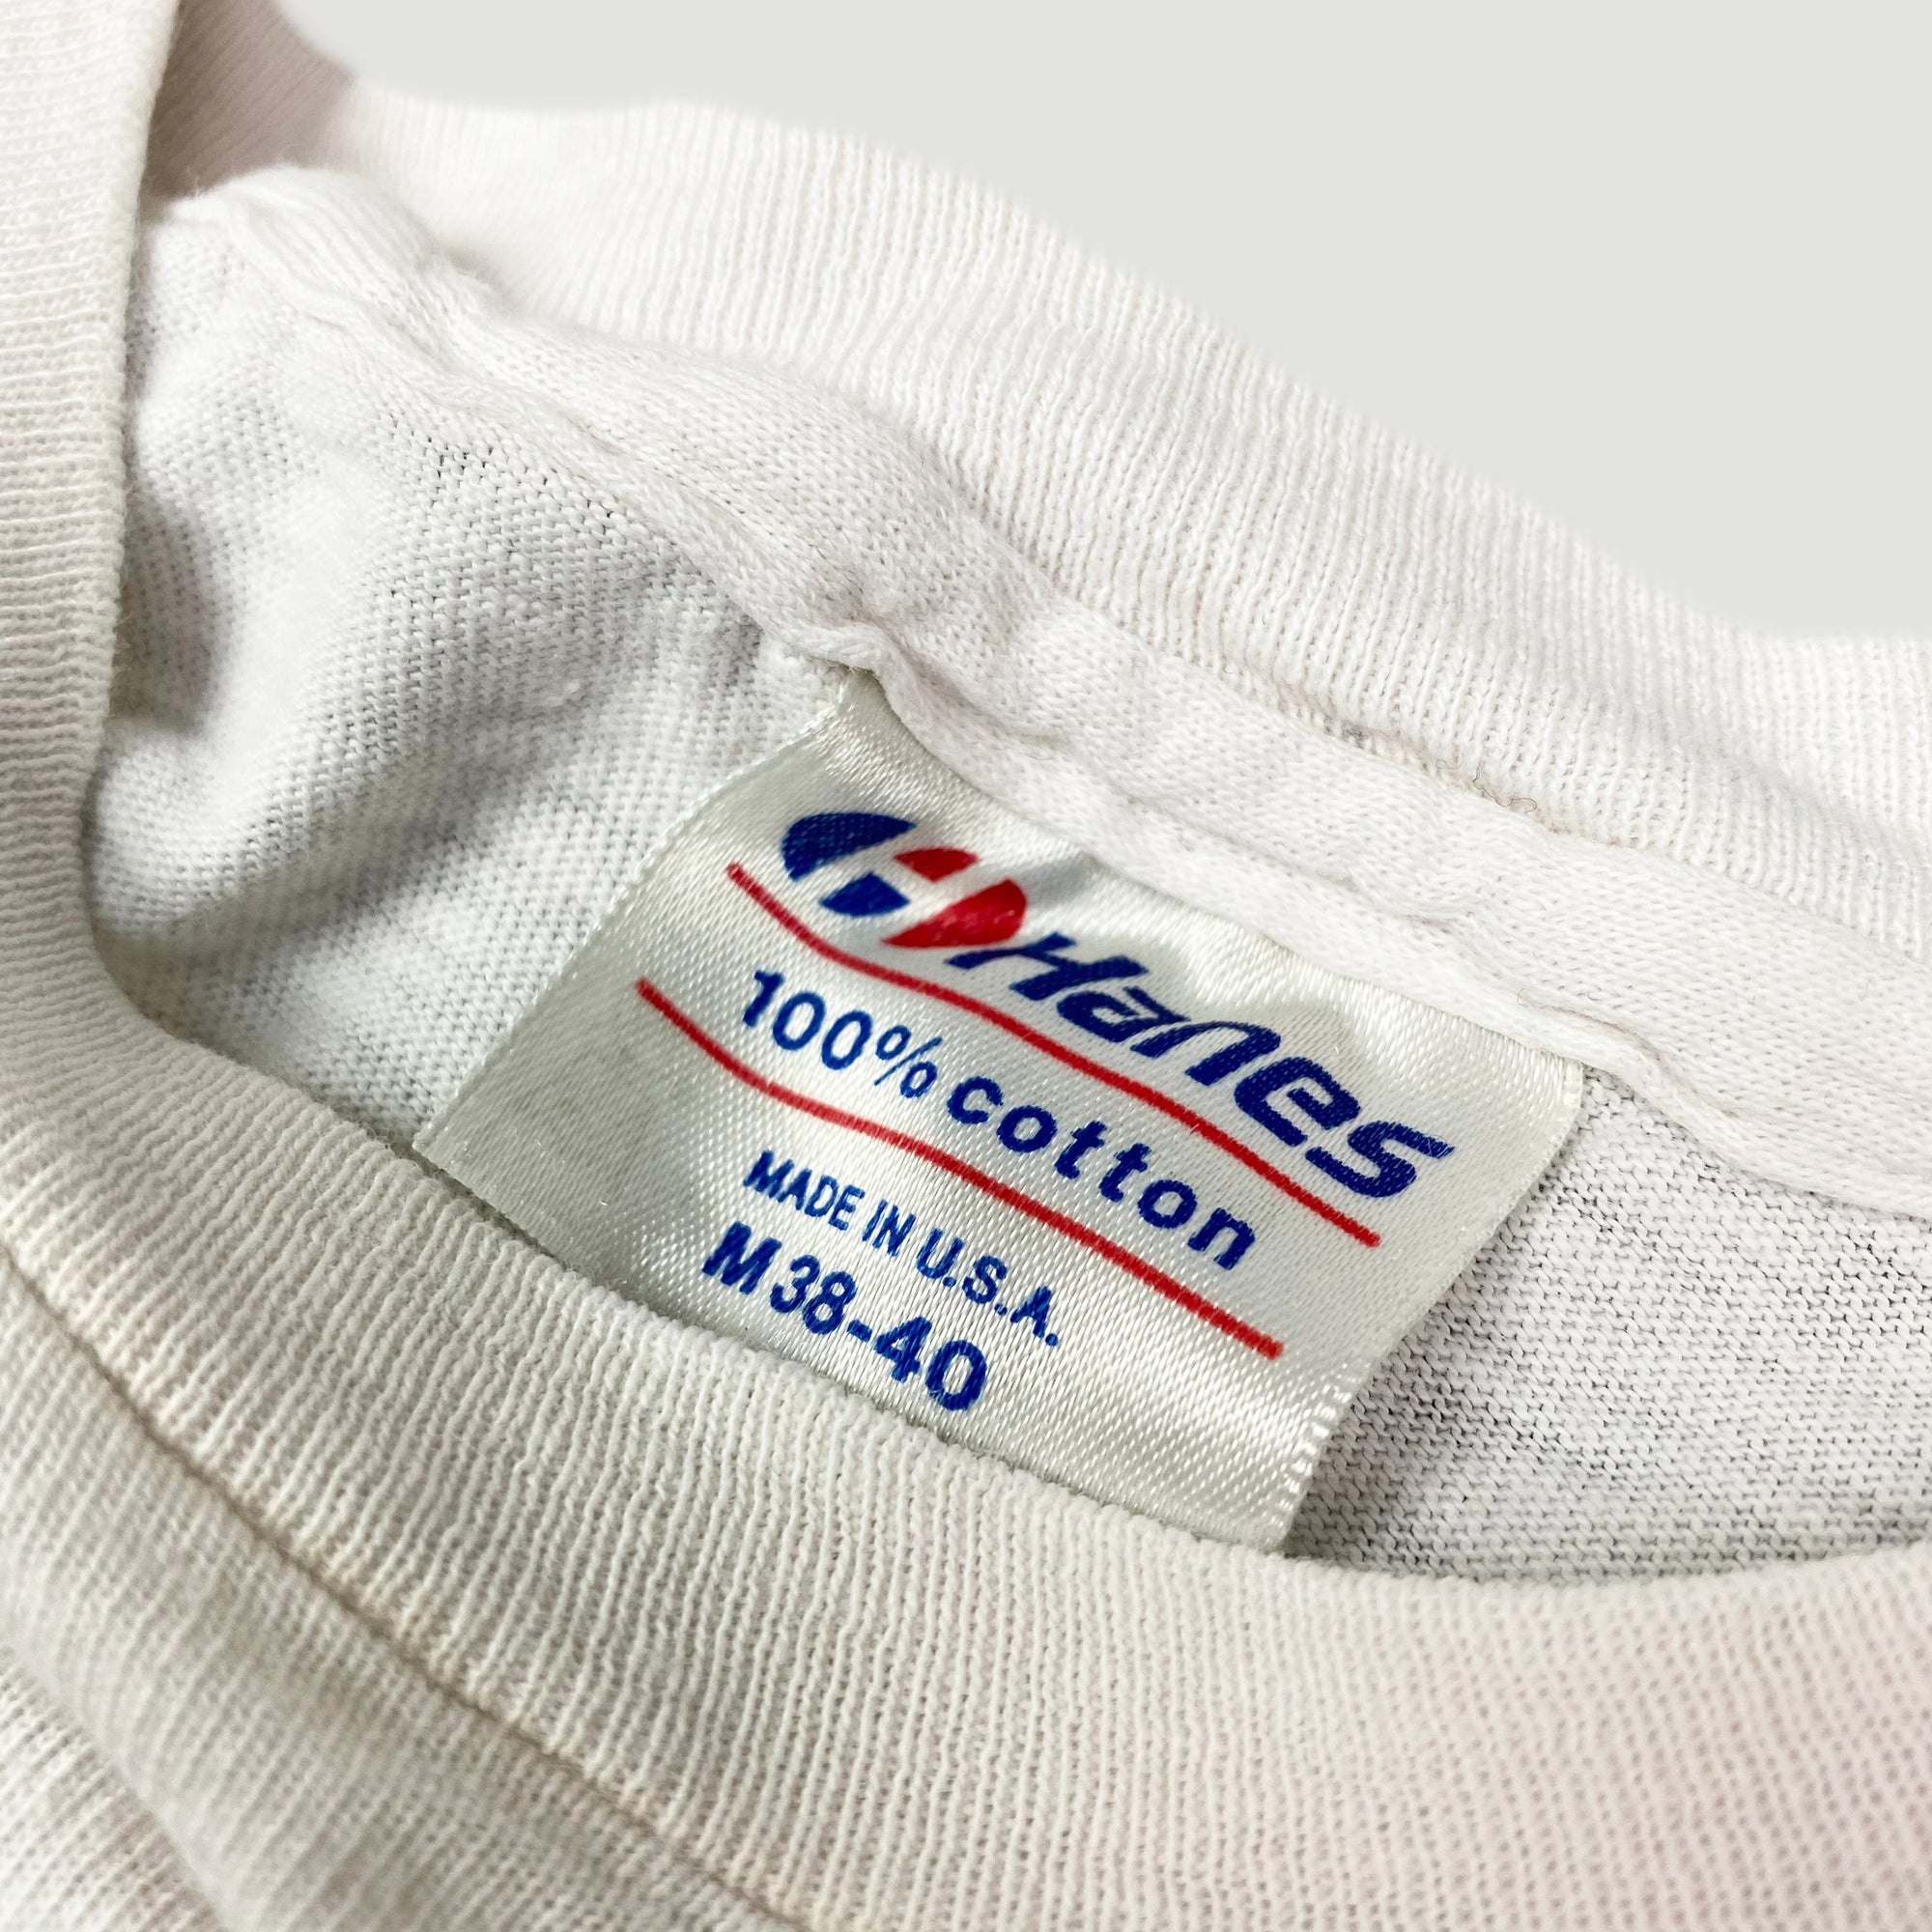 H Hanes
100% cotton
MADE IN U.S.A.
M 38-40